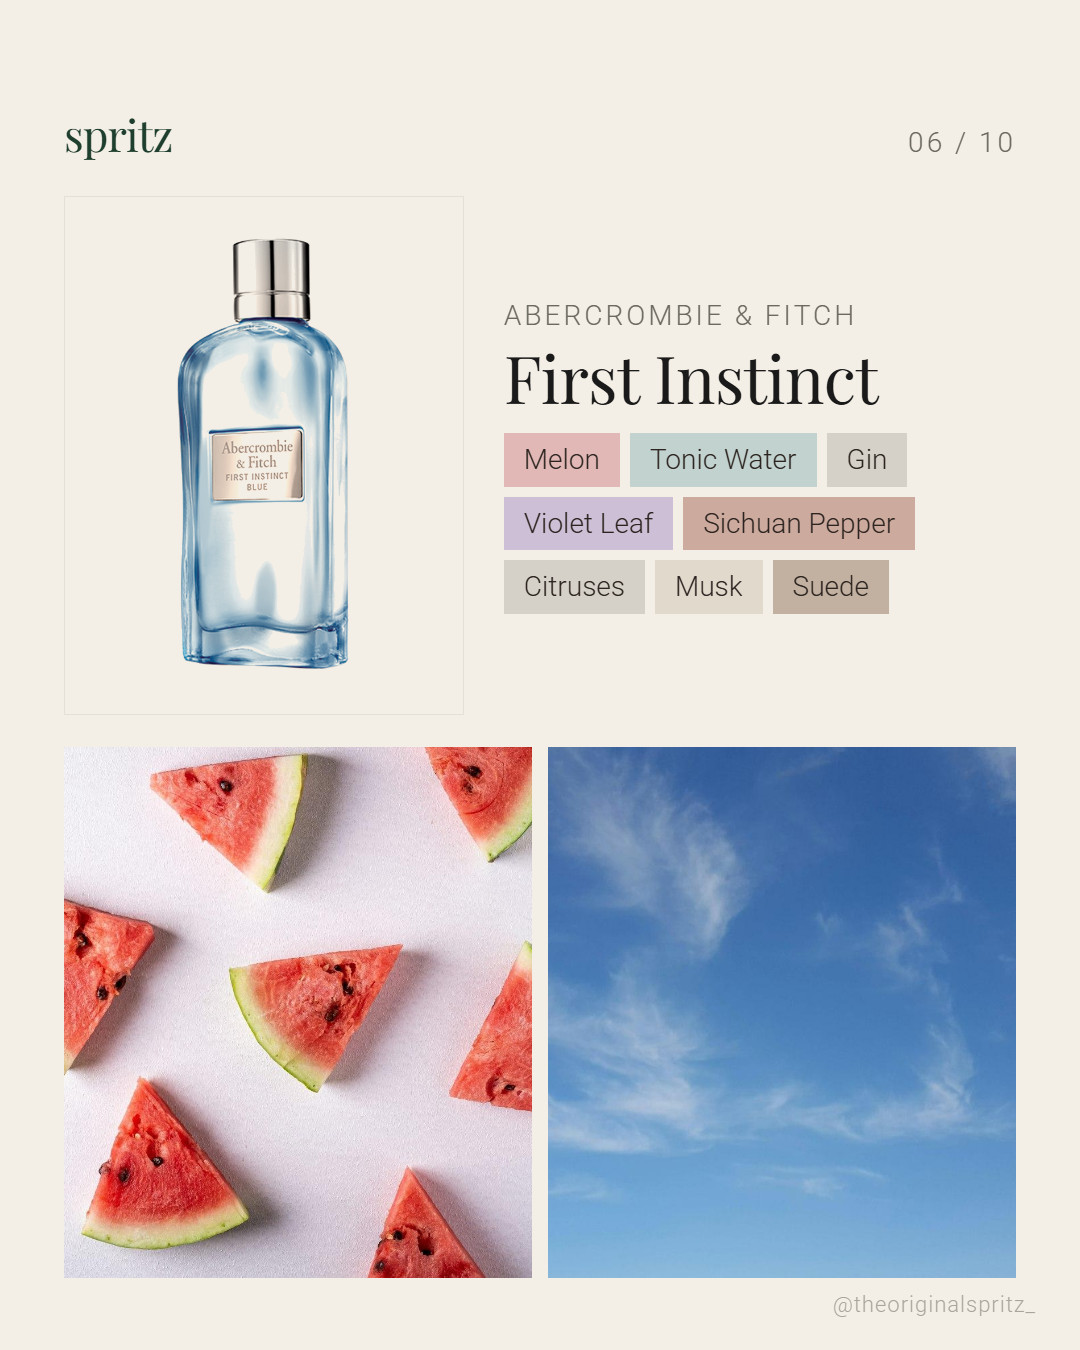 spritz
06 / 10
Abercrombie
& Fitch
FIRST INSTINCT
BLUE
ABERCROMBIE & FITCH
First Instinct
Melon
Tonic Water
Gin
Violet Leaf
Sichuan Pepper
Citruses
Musk
Suede
@theoriginalspritz_